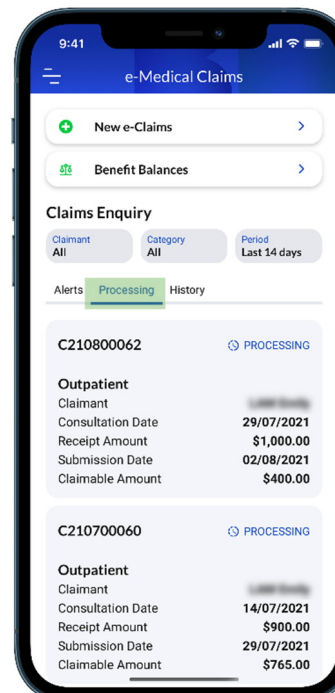 9:41
e-Medical Claims
New e-Claims
Benefit Balances
Claims Enquiry
Claimant Category Period
All All Last 14 days
Alerts Processing History
C210800062 PROCESSING
Outpatient
Claimant
Consultation Date 29/07/2021
Receipt Amount $1,000.00
Submission Date 02/08/2021
Claimable Amount $400.00
C210700060 PROCESSING
Outpatient
Claimant
Consultation Date 14/07/2021
Receipt Amount $900.00
Submission Date 29/07/2021
Claimable Amount $765.00